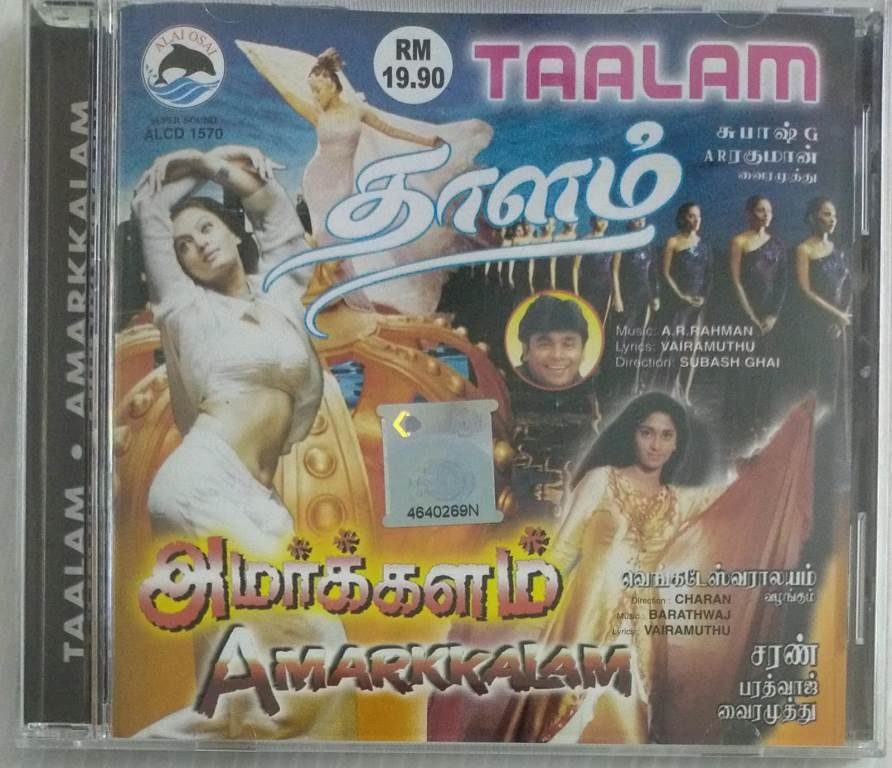 ALAI OSAI
SUPER SOUND
ALCD 1570
RM
19.90
TAALAM
தாளம்
சுபாஷ் G
ARரகுமான்
வைரமுத்து
Music: A.R.RAHMAN
Lyrics: VAIRAMUTHU
Direction: SUBASH GHAI
4640269N
அமர்க்களம்
AMARKKALAM
வெங்கடேஸ்வராலயம்
வழங்கும்
Direction: CHARAN
Music: BARATHWAJ
Lyrics: VAIRAMUTHU
சரண்
பரத்வாஜ்
வைரமுத்து
TAALAM • AMARKKALAM